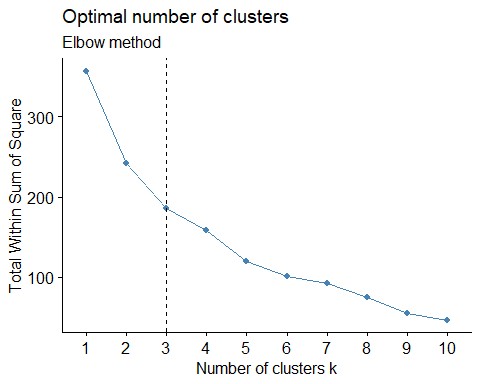 Optimal number of clusters
Elbow method
Total Within Sum of Square
300
200
100
1 2 3 4 5 6 7 8 9 10
Number of clusters k